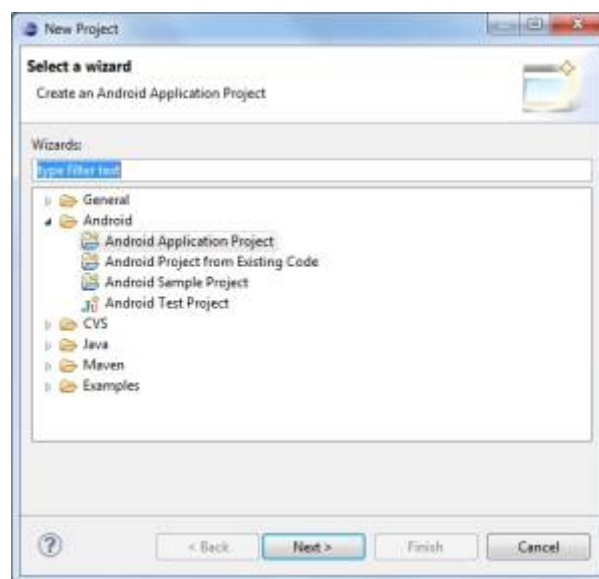 New Project
Select a wizard
Create an Android Application Project
Wizards:
type filter text
General
Android
Android Application Project
Android Project from Existing Code
Android Sample Project
Android Test Project
CVS
Java
Maven
Examples
?
< Back
Next >
Finish
Cancel